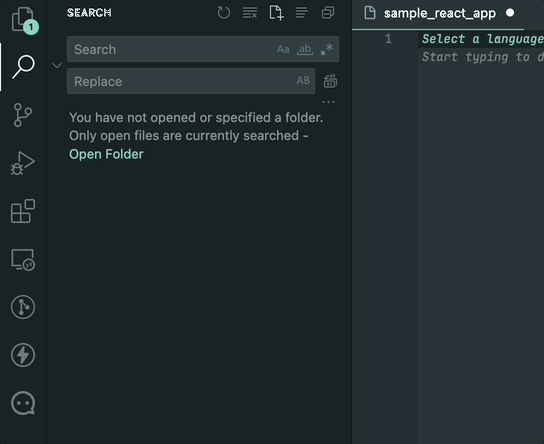 SEARCH
sample_react_app
1
Search
Aa
ab
Replace
AB
You have not opened or specified a folder.
Only open files are currently searched -
Open Folder
1
Select a language
Start typing to d